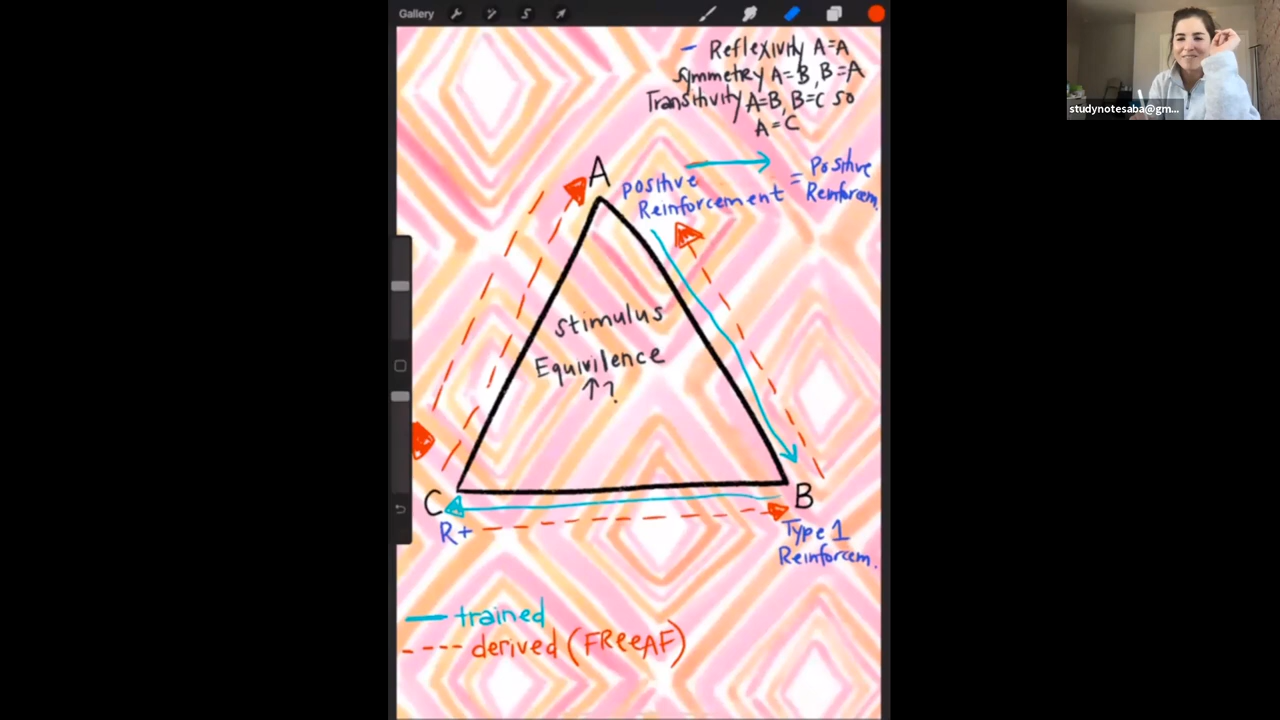 Gallery
studynotesaba@gm...
- Reflexivity A=A
Symmetry A=B, B=A
Transitivity A=B, B=C so
A=C
A
positive
Reinforcement
= Positive
Reinforcem
Stimulus
Equivilence
↑?
C
B
R+
Type 1
Reinforcem.
— trained
---- derived (FReeAF)